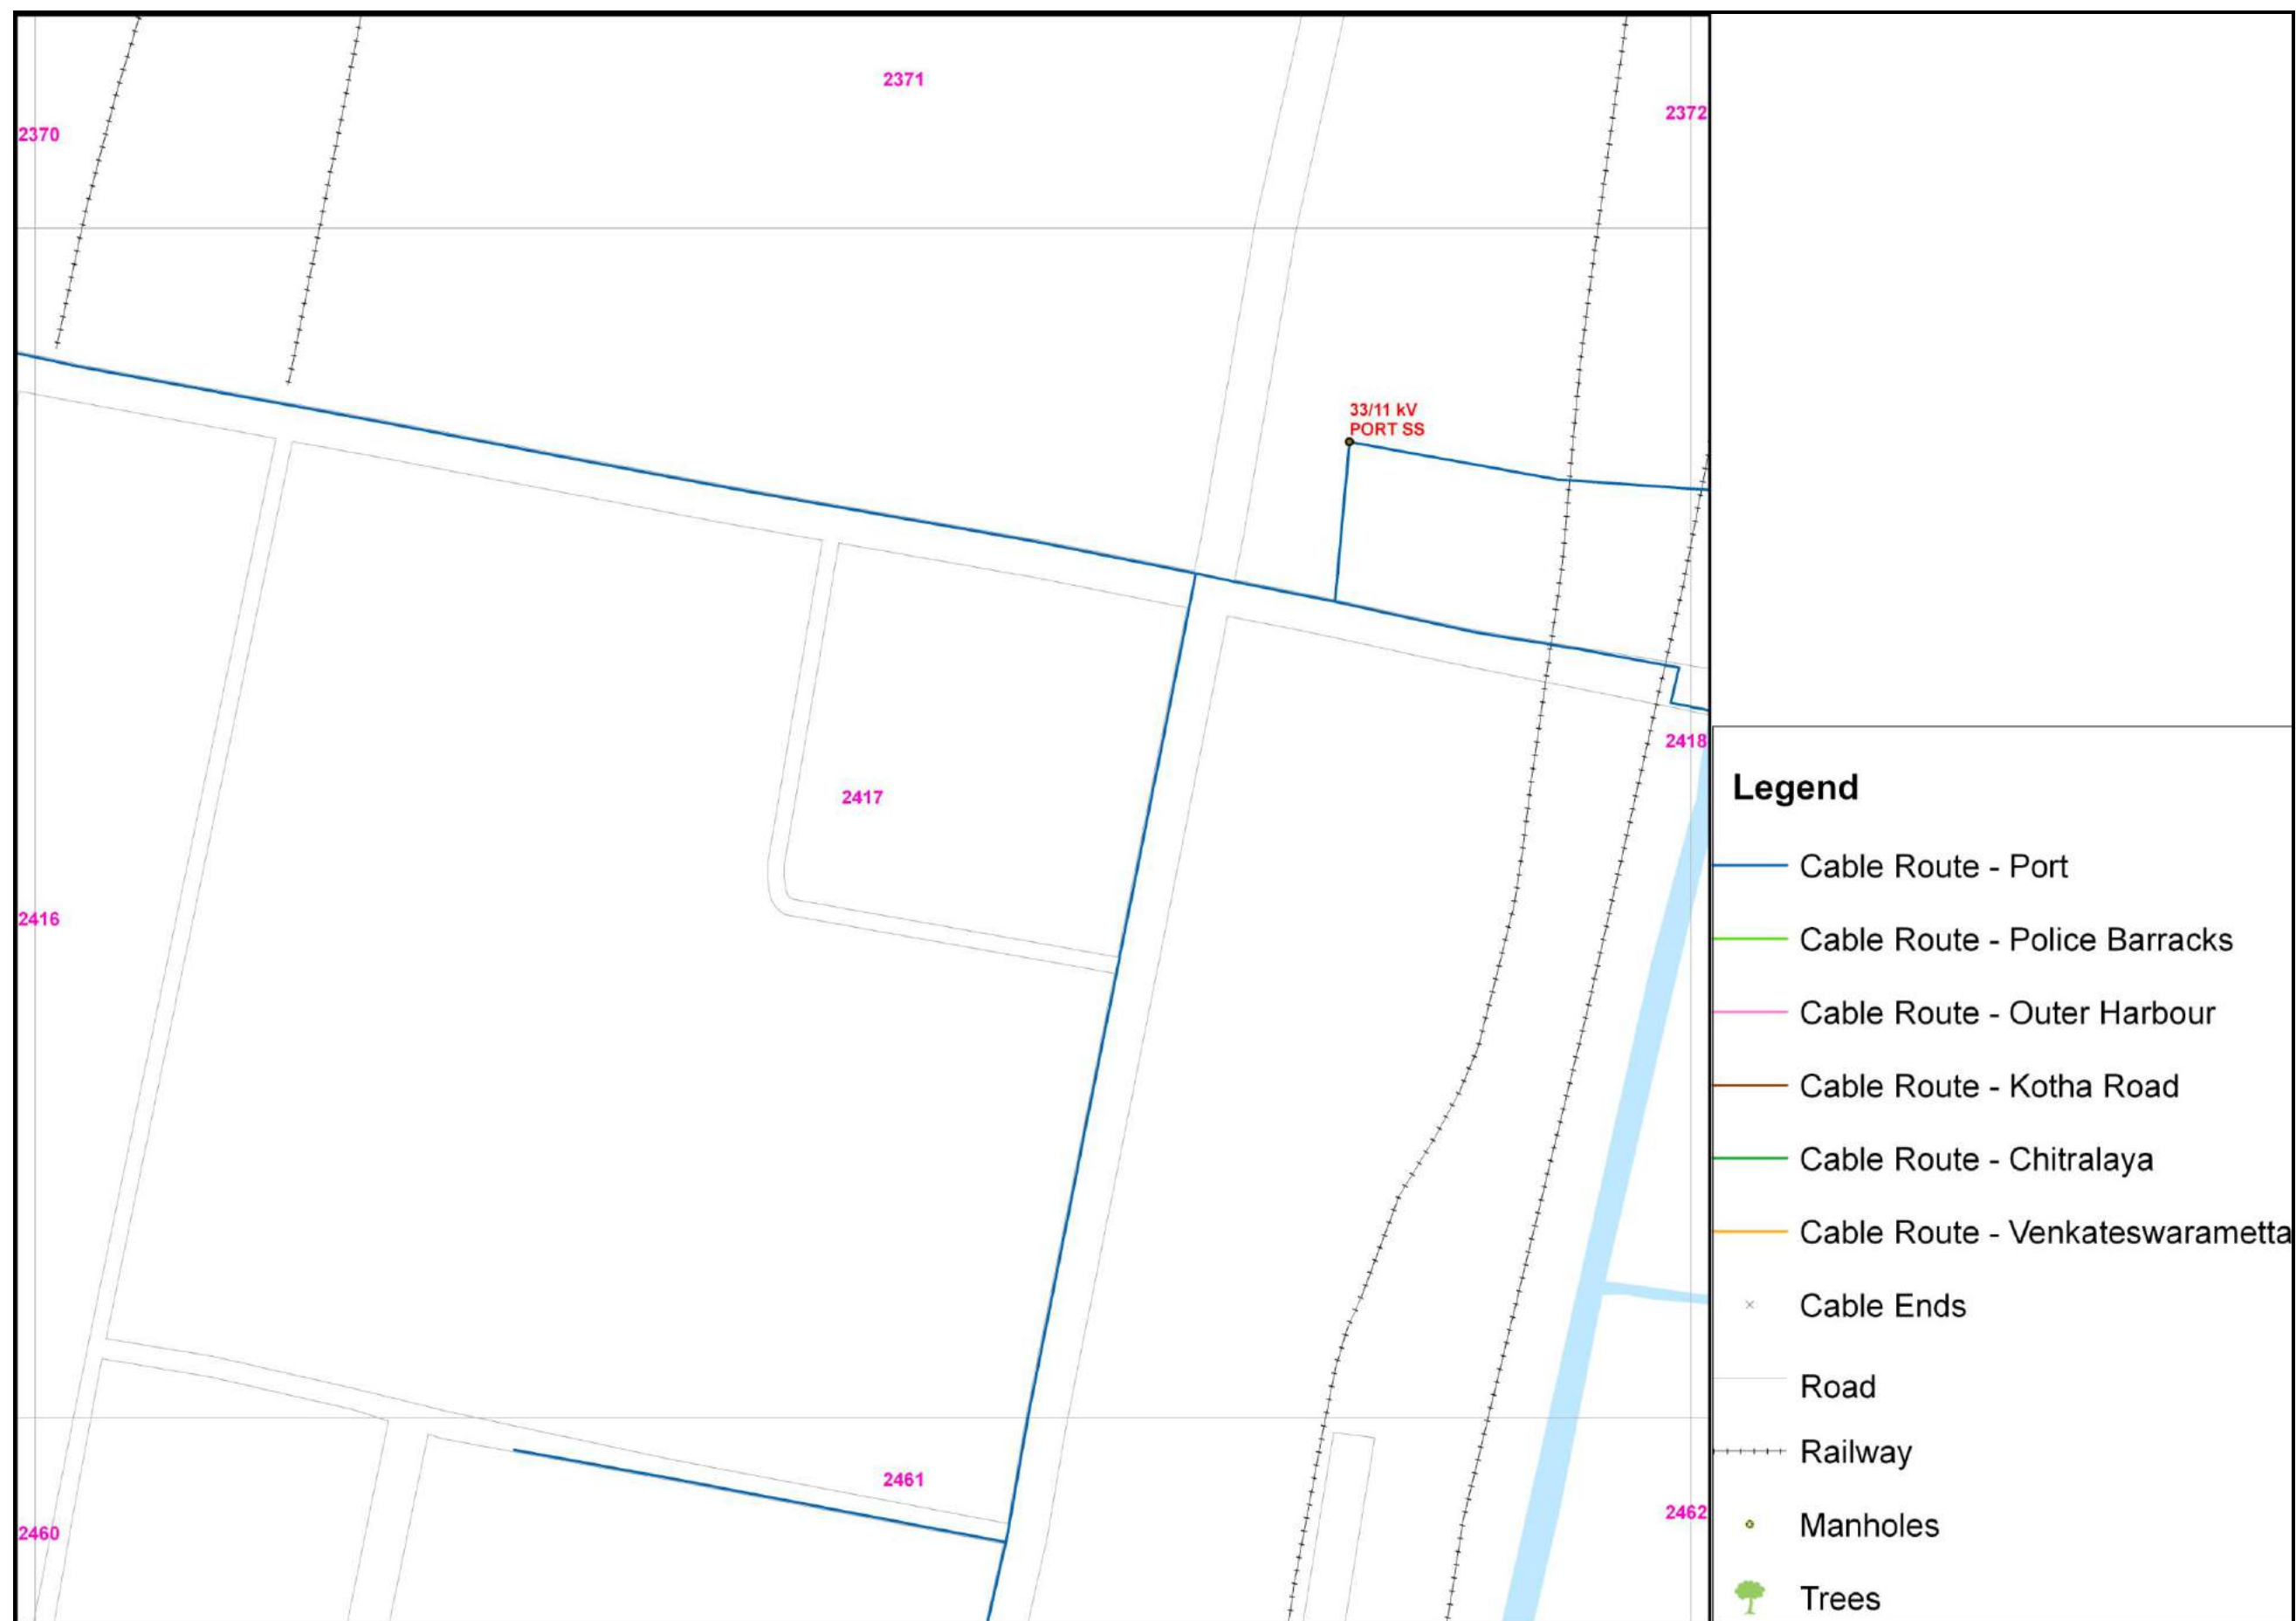 2371
2372
2370
33/11 kV
PORT SS
2418
2417
2416
2461
2462
2460
Legend
Cable Route - Port
Cable Route - Police Barracks
Cable Route - Outer Harbour
Cable Route - Kotha Road
Cable Route - Chitralaya
Cable Route - Venkateswarametta
Cable Ends
Road
Railway
Manholes
Trees